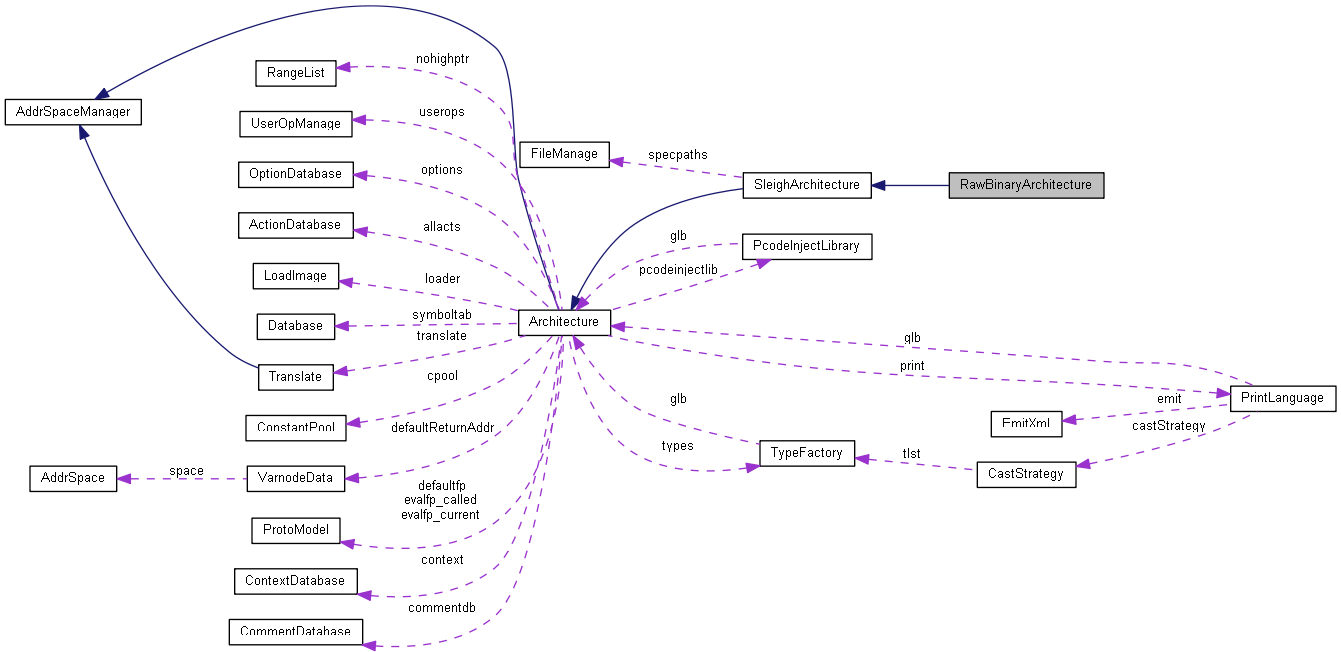 nohighptr
RangeList
AddrSpaceManager
userops
UserOpManage
FileManage
specpaths
OptionDatabase
options
SleighArchitecture
RawBinaryArchitecture
ActionDatabase
allacts
glb
PcodeInjectLibrary
pcodeinjectlib
LoadImage
loader
symboltab
Database
Architecture
translate
glb
Translate
cpool
print
glb
emit
PrintLanguage
ConstantPool
defaultReturnAddr
EmitXml
castStrategy
types
TypeFactory
tlst
CastStrategy
AddrSpace
space
VarnodeData
defaultfp
evalfp_called
evalfp_current
ProtoModel
context
ContextDatabase
commentdb
CommentDatabase